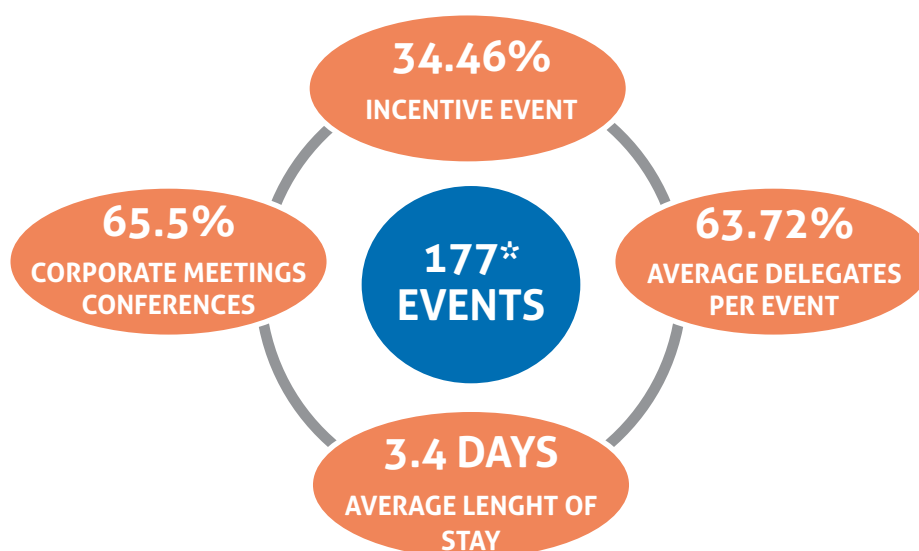 34.46%
INCENTIVE EVENT
65.5%
CORPORATE MEETINGS
CONFERENCES
177*
EVENTS
63.72%
AVERAGE DELEGATES
PER EVENT
3.4 DAYS
AVERAGE LENGHT OF
STAY